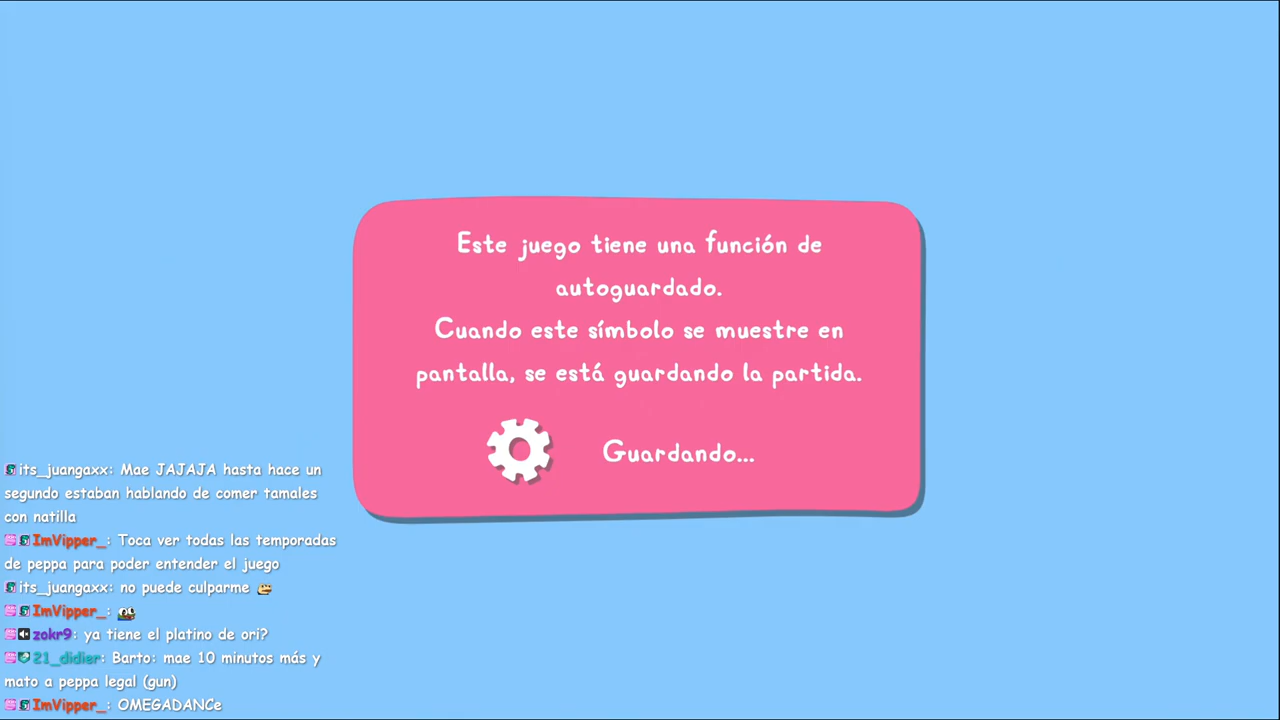 Este juego tiene una función de
autoguardado.
Cuando este símbolo se muestre en
pantalla, se está guardando la partida.
Guardando...
its_juangaxx: Mae JAJAJA hasta hace un
segundo estaban hablando de comer tamales
con natilla
ImVipper_: Toca ver todas las temporadas
de peppa para poder entender el juego
its_juangaxx: no puede culparme
ImVipper_:
zokr9: ya tiene el platino de ori?
21_didier: Barto: mae 10 minutos más y
mato a peppa legal (gun)
ImVipper_: OMEGADANCe